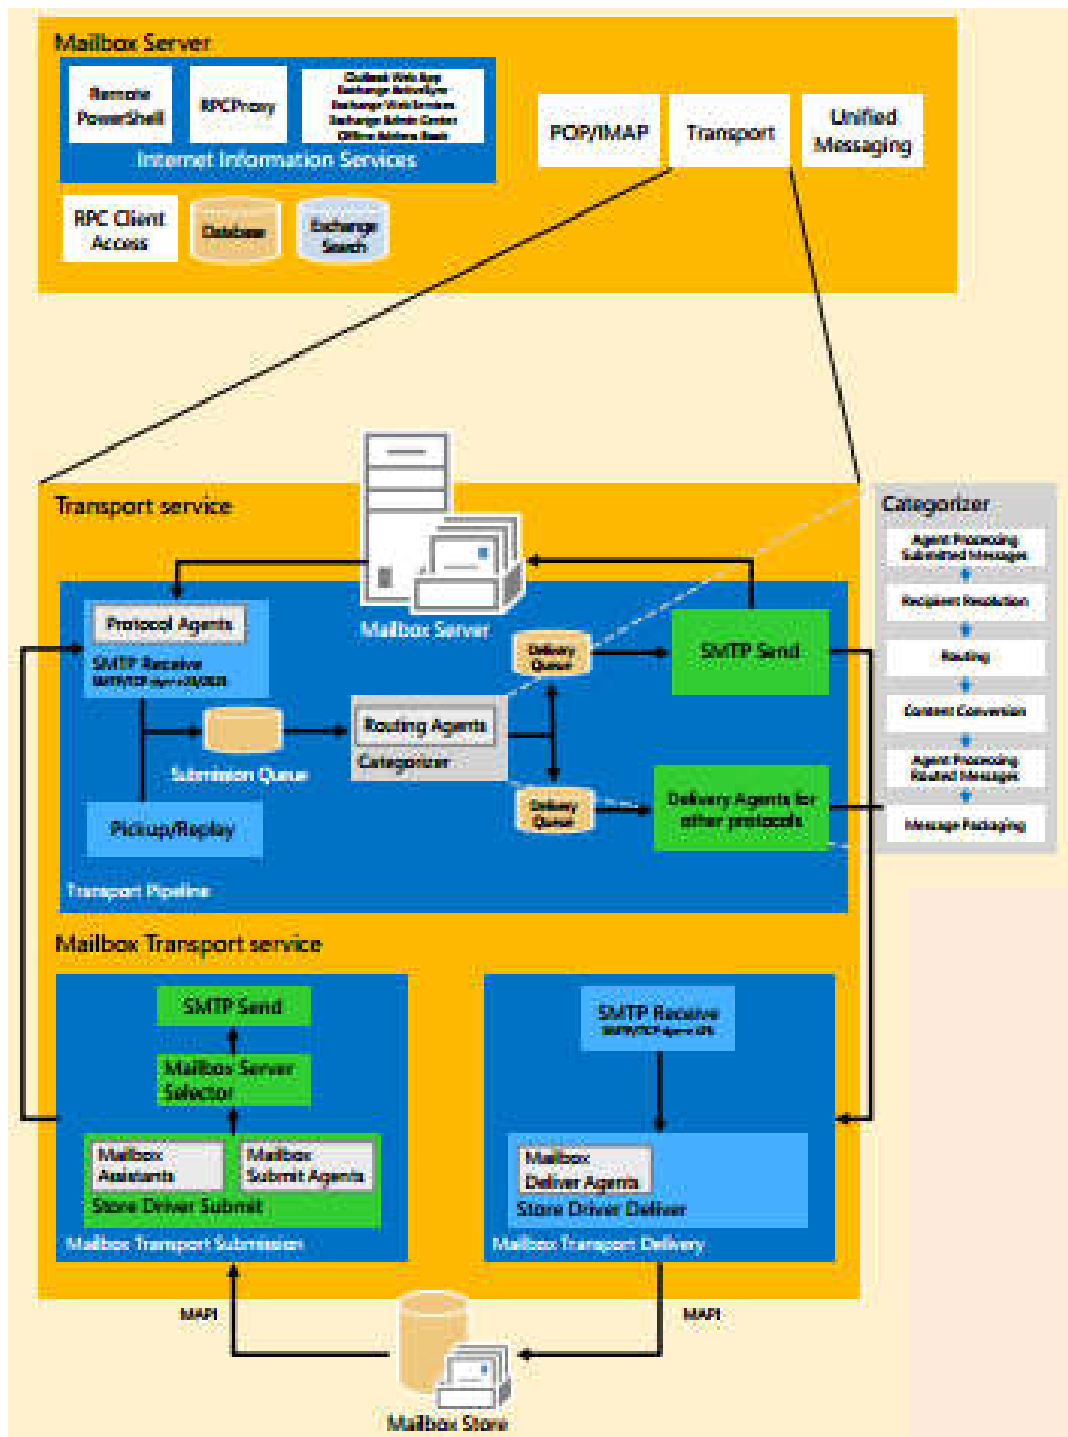 Mailbox Server
Remote
PowerShell
RPCProxy
Outlook Web App
Exchange ActiveSync
Exchange Web Services
Exchange Admin Center
Offline Address Book
Internet Information Services
POP/IMAP
Transport
Unified
Messaging
RPC Client
Access
Database
Exchange
Search
Transport service
Mailbox Server
Protocol Agents
SMTP Receive
Submission Queue
Pickup/Replay
Routing Agents
Categorizer
Delivery
Queue
SMTP Send
Delivery
Queue
Delivery Agents for
other protocols
Transport Pipeline
Categorizer
Agent Processing
Submitted Messages
Recipient Resolution
Routing
Content Conversion
Agent Processing
Routed Messages
Message Packaging
Mailbox Transport service
SMTP Send
Mailbox Server
Selector
Mailbox
Assistants
Mailbox
Submit Agents
Store Driver Submit
Mailbox Transport Submission
SMTP Receive
Mailbox
Deliver Agents
Store Driver Deliver
Mailbox Transport Delivery
MAPI
MAPI
Mailbox Store